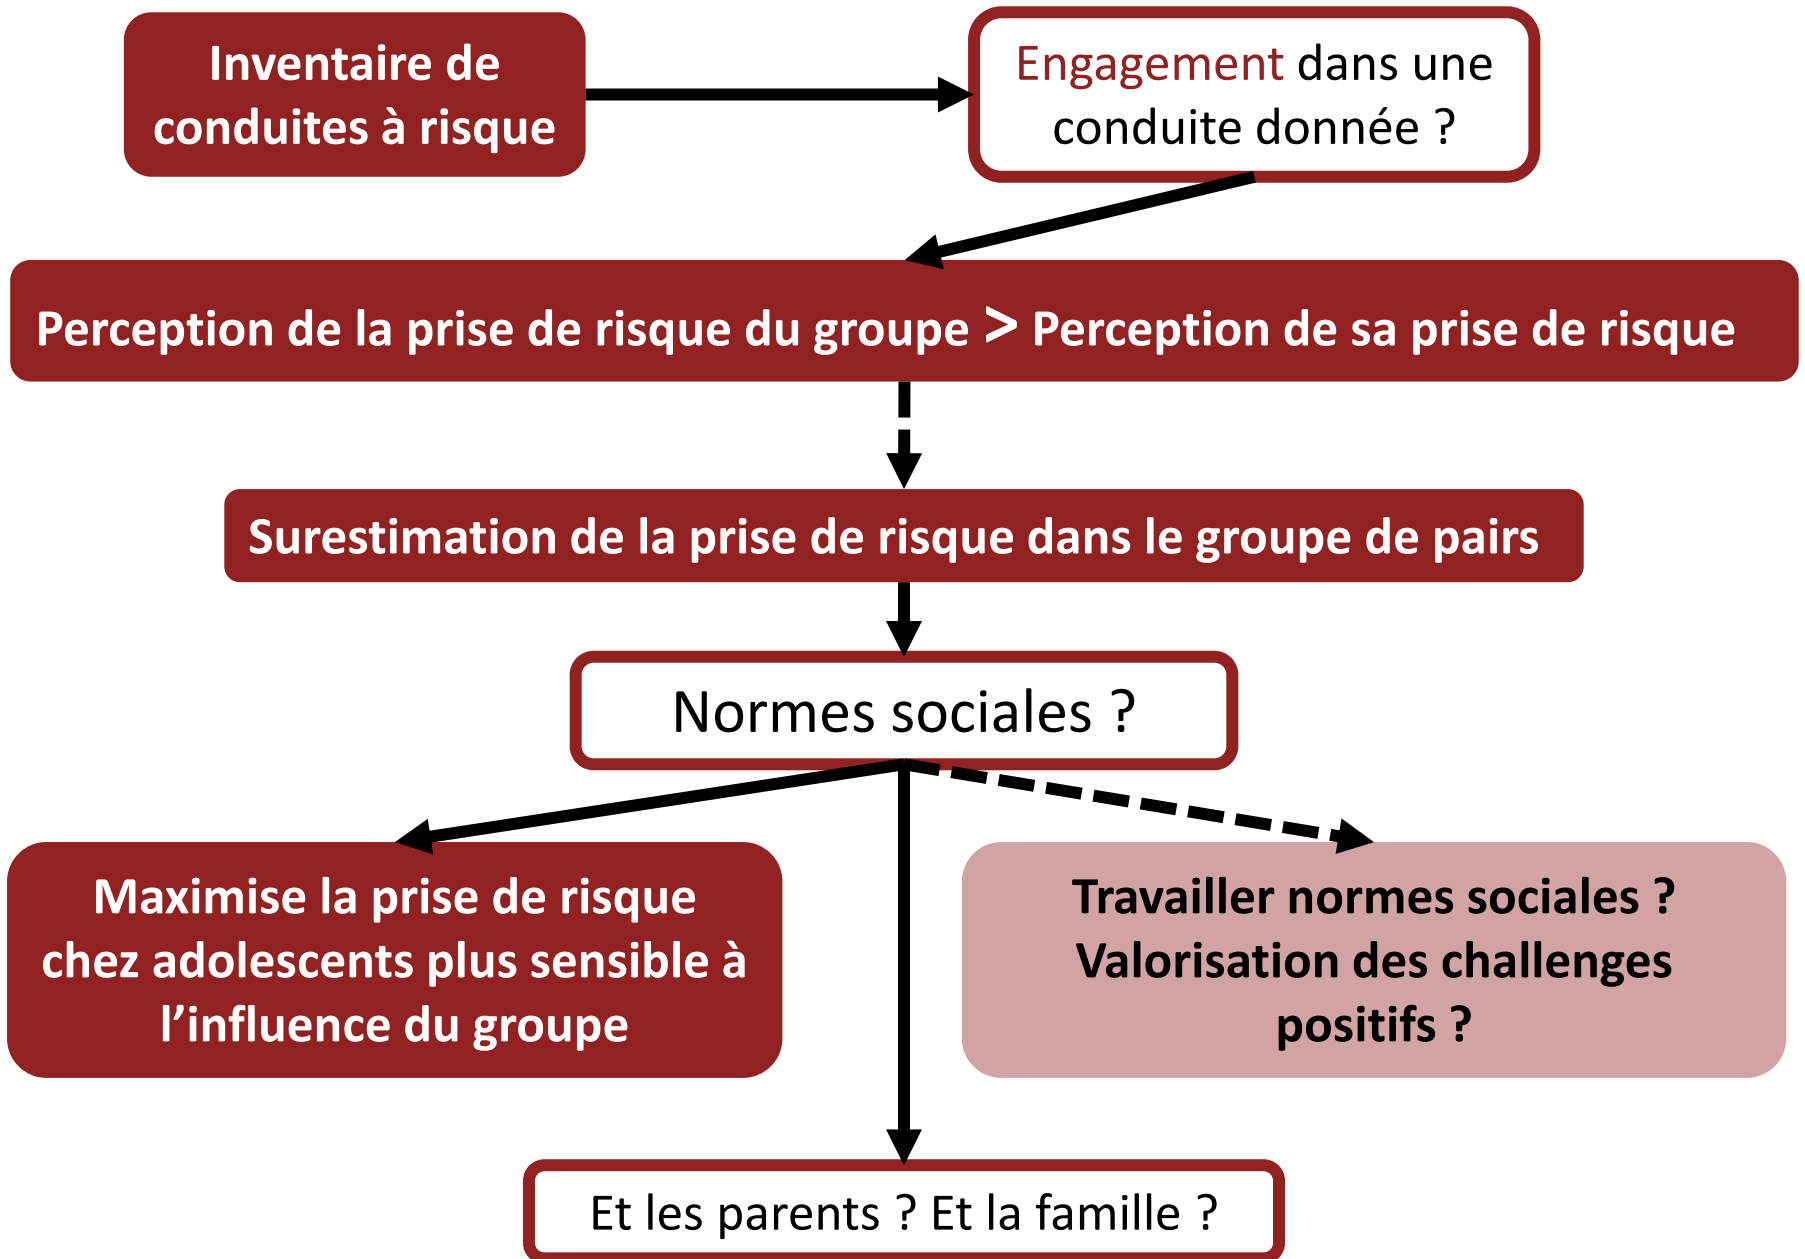 Inventaire de
conduites à risque
Engagement dans une
conduite donnée ?
Perception de la prise de risque du groupe > Perception de sa prise de risque
Surestimation de la prise de risque dans le groupe de pairs
Normes sociales ?
Maximise la prise de risque
chez adolescents plus sensible à
l’influence du groupe
Travailler normes sociales ?
Valorisation des challenges
positifs ?
Et les parents ? Et la famille ?